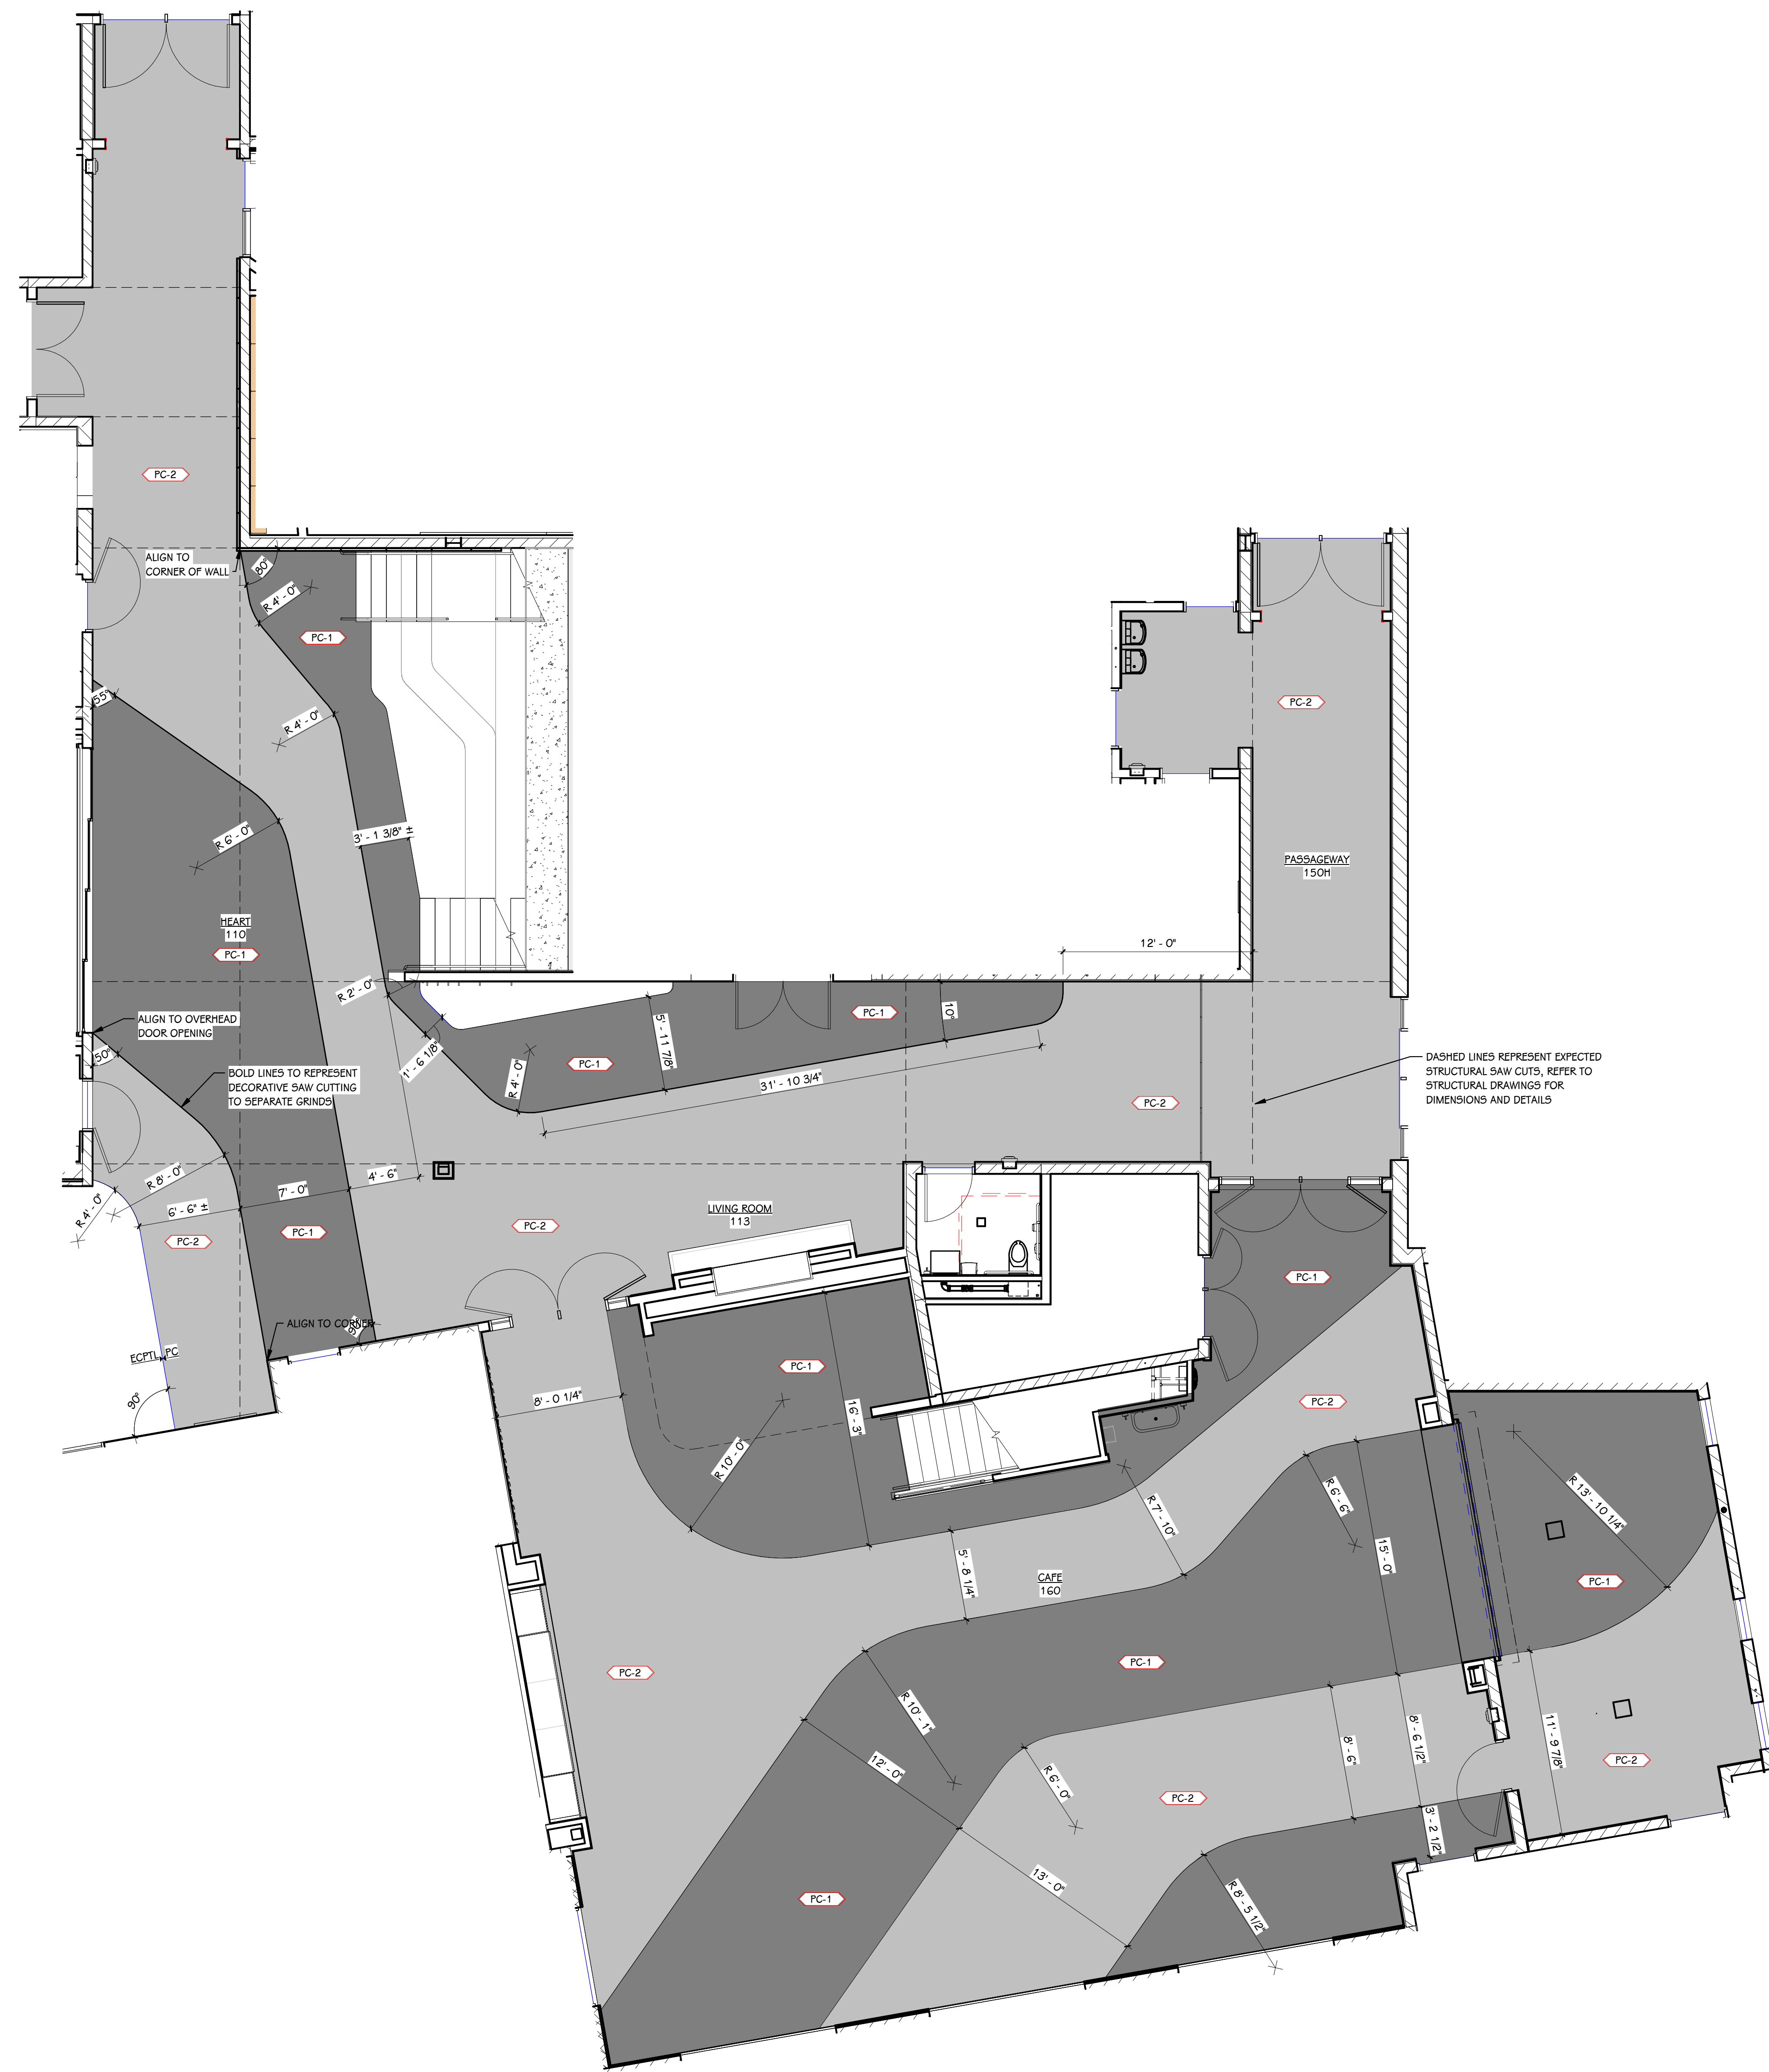 PC-2
ALIGN TO
CORNER OF WALL
80°
R 4' - 0"
PC-1
55°
R 4' - 0"
PC-2
R 6' - 0"
3' - 1 3/8" ±
PASSAGEWAY
150H
HEART
110
PC-1
12' - 0"
R 2' - 0"
ALIGN TO OVERHEAD
DOOR OPENING
50°
5' - 11 7/8"
PC-1
10°
1' - 6 1/8"
PC-1
R 4' - 0"
31' - 10 3/4"
BOLD LINES TO REPRESENT
DECORATIVE SAW CUTTING
TO SEPARATE GRINDS
PC-2
DASHED LINES REPRESENT EXPECTED
STRUCTURAL SAW CUTS, REFER TO
STRUCTURAL DRAWINGS FOR
DIMENSIONS AND DETAILS
R 8' - 0"
R 4' - 0"
6' - 6" ±
7' - 0"
4' - 6"
PC-2
PC-1
PC-2
LIVING ROOM
113
PC-1
ALIGN TO CORNER
90°
ECPTL
PC
90°
PC-1
8' - 0 1/4"
16' - 3"
R 10' - 0"
PC-2
R 7' - 10"
R 6' - 6"
R 13' - 10 1/4"
5' - 8 1/4"
CAFE
160
15' - 0"
PC-1
PC-2
PC-1
R 10' - 1"
12' - 0"
R 6' - 0"
8' - 6"
8' - 6 1/2"
11' - 9 7/8"
PC-2
PC-2
3' - 2 1/2"
13' - 0"
PC-1
R 8' - 5 1/2"